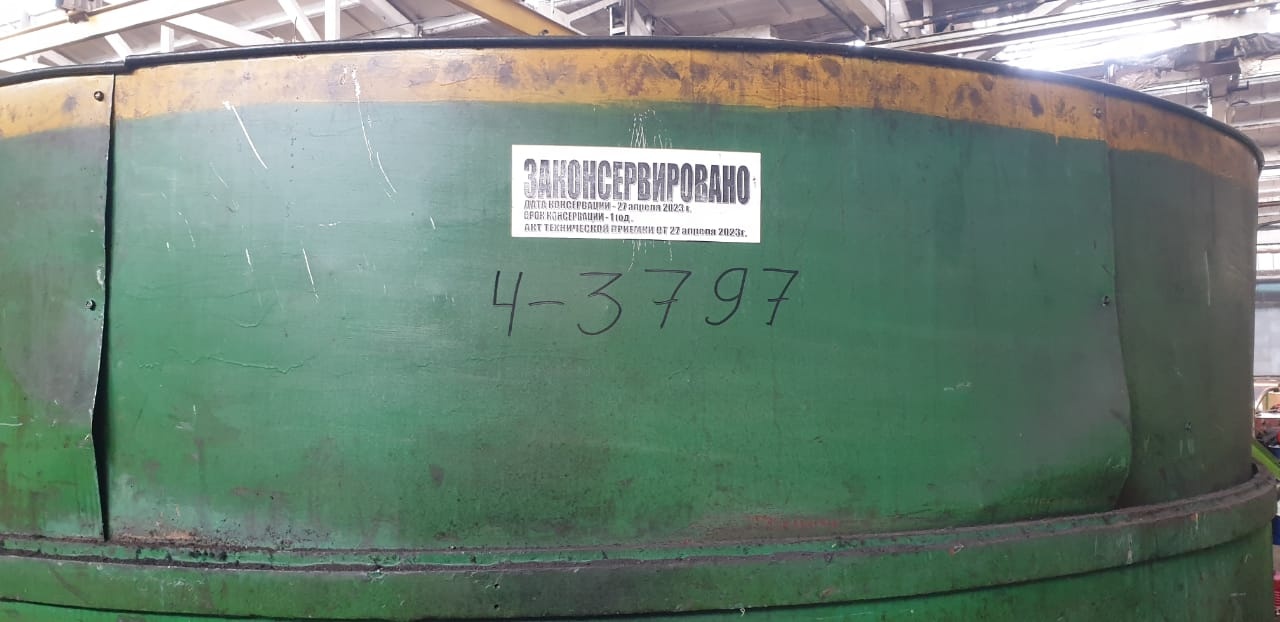 ЗАКОНСЕРВИРОВАНО
ДАТА КОНСЕРВАЦИИ - 27 апреля 2023 г.
СРОК КОНСЕРВАЦИИ - 1 год.
АКТ ТЕХНИЧЕСКОЙ ПРИЕМКИ ОТ 27 апреля 2023г.
4-3797